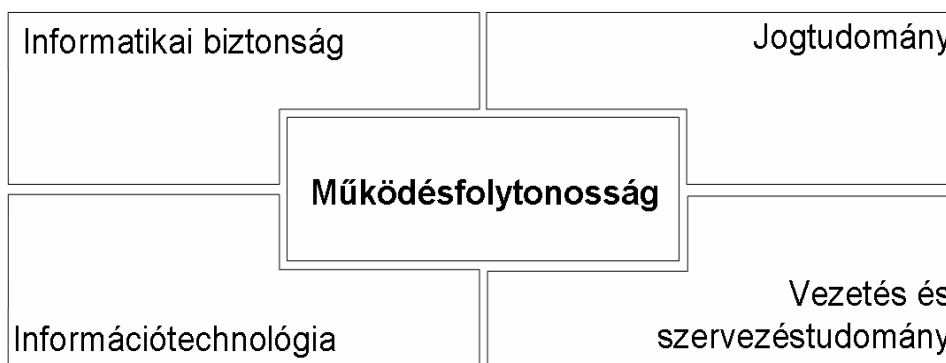 Informatikai biztonság
Jogtudomány
Működésfolytonosság
Információtechnológia
Vezetés és
szervezéstudomány